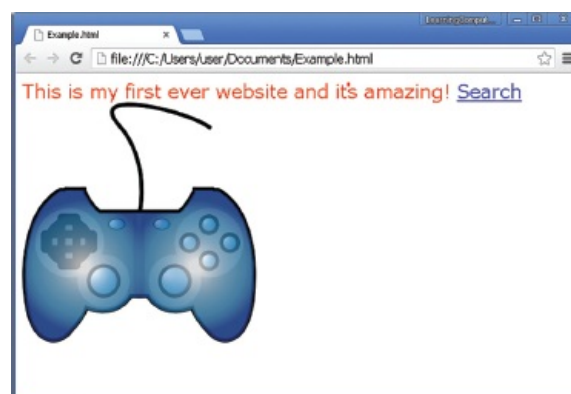 Example.html
file:///C:/Users/user/Documents/Example.html
This is my first ever website and it's amazing! Search